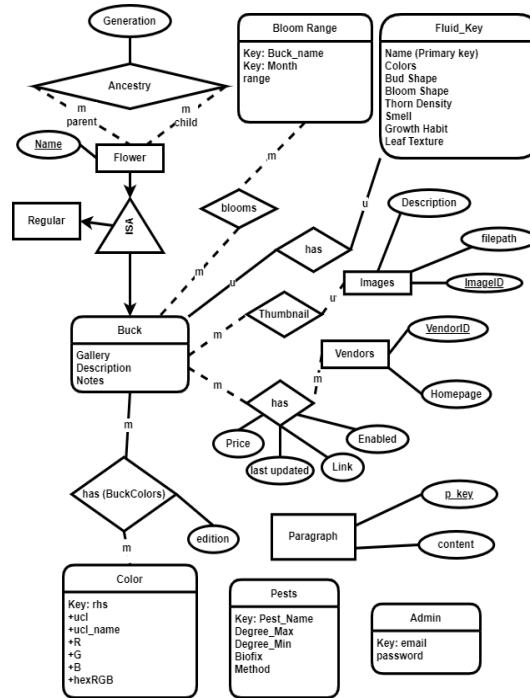 Generation
Ancestry
m
parent
m
child
Name
Flower
Regular
ISA
Bloom Range
Key: Buck_name
Key: Month
range
Fluid_Key
Name (Primary key)
Colors
Bud Shape
Bloom Shape
Thorn Density
Smell
Growth Habit
Leaf Texture
m
blooms
m
u
has
u
Description
filepath
ImageID
Images
u
Thumbnail
m
Buck
Gallery
Description
Notes
VendorID
Vendors
Homepage
m
has
m
Price
last updated
Link
Enabled
m
has (BuckColors)
edition
m
p_key
Paragraph
content
Color
Key: rhs
+ucl
+ucl_name
+R
+G
+B
+hexRGB
Pests
Key: Pest_Name
Degree_Max
Degree_Min
Biofix
Method
Admin
Key: email
password